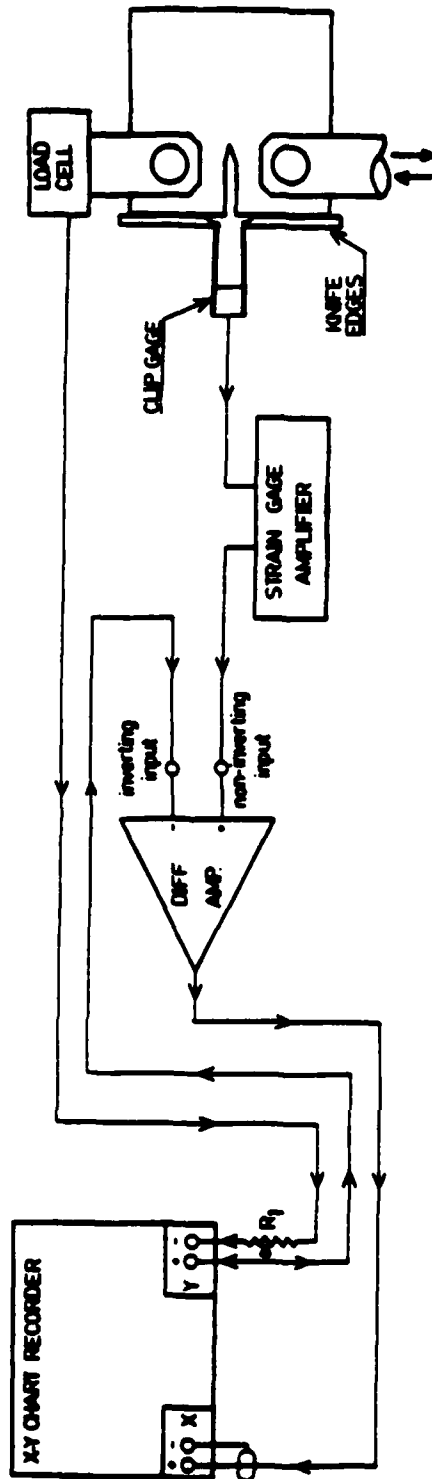 X-Y CHART RECORDER
+ - X
Y + -
R1
DIFF
AMP.
-
+
inverting
input
non-inverting
input
STRAIN GAGE
AMPLIFIER
CLIP GAGE
LOAD
CELL
KNIFE
EDGES